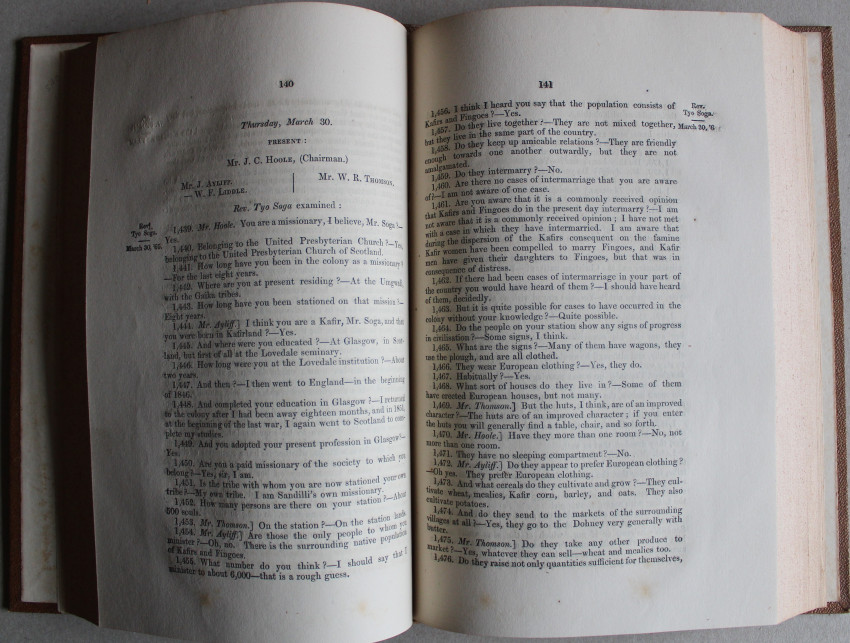 140
Thursday, March 30.
PRESENT:
Mr. J. C. HOOLE, (Chairman.)
Mr. J. AYLIFF.
— W. F. LIDDLE.
Mr. W. R. THOMSON.
Rev. Tyo Soga examined:
Revd.
Tyo Soga.
March 30, '65.
1,439. Mr. Hoole. You are a missionary, I believe, Mr. Soga?—
Yes.
1,440. Belonging to the United Presbyterian Church?—Yes,
belonging to the United Presbyterian Church of Scotland.
1,441. How long have you been in the colony as a missionary?
—For the last eight years.
1,442. Where are you at present residing?—At the Umgwali,
with the Gaika tribes.
1,443. How long have you been stationed on that mission?—
Eight years.
1,444. Mr. Ayliff.] I think you are a Kafir, Mr. Soga, and that
you were born in Kafirland?—Yes.
1,445. And where were you educated?—At Glasgow, in Scot-
land, but first of all at the Lovedale seminary.
1,446. How long were you at the Lovedale institution?—About
two years.
1,447. And then?—I then went to England—in the beginning
of 1846.
1,448. And completed your education in Glasgow?—I returned
to the colony after I had been away eighteen months, and in 1851,
at the beginning of the last war, I again went to Scotland to com-
plete my studies.
1,449. And you adopted your present profession in Glasgow?—
Yes.
1,450. Are you a paid missionary of the society to which you
belong?—Yes, sir, I am.
1,451. Is the tribe with whom you are now stationed your own
tribe?—My own tribe. I am Sandilli's own missionary.
1,452. How many persons are there on your station?—About
600 souls.
1,453. Mr. Thomson.] On the station?—On the station lands.
1,454. Mr. Ayliff.] Are those the only people to whom you
minister?—Oh, no. There is the surrounding native population
of Kafirs and Fingoes.
1,455. What number do you think?—I should say that I
minister to about 6,000—that is a rough guess.
141
Rev.
Tyo Soga.
March 30, '6
1,456. I think I heard you say that the population consists of
Kafirs and Fingoes?—Yes.
1,457. Do they live together?—They are not mixed together,
but they live in the same part of the country.
1,458. Do they keep up amicable relations?—They are friendly
enough towards one another outwardly, but they are not
amalgamated.
1,459. Do they intermarry?—No.
1,460. Are there no cases of intermarriage that you are aware
of?—I am not aware of one case.
1,461. Are you aware that it is a commonly received opinion
that Kafirs and Fingoes do in the present day intermarry?—I am
not aware that it is a commonly received opinion; I have not met
with a case in which they have intermarried. I am aware that
during the dispersion of the Kafirs consequent on the famine
Kafir women have been compelled to marry Fingoes, and Kafir
men have given their daughters to Fingoes, but that was in
consequence of distress.
1,462. If there had been cases of intermarriage in your part of
the country you would have heard of them?—I should have heard
of them, decidedly.
1,463. But it is quite possible for cases to have occurred in the
colony without your knowledge?—Quite possible.
1,464. Do the people on your station show any signs of progress
in civilisation?—Some signs, I think.
1,465. What are the signs?—Many of them have wagons, they
use the plough, and are all clothed.
1,466. They wear European clothing?—Yes, they do.
1,467. Habitually?—Yes.
1,468. What sort of houses do they live in?—Some of them
have erected European houses, but not many.
1,469. Mr. Thomson.] But the huts, I think, are of an improved
character?—The huts are of an improved character; if you enter
the huts you will generally find a table, chair, and so forth.
1,470. Mr. Hoole.] Have they more than one room?—No, not
more than one room.
1,471. They have no sleeping compartment?—No.
1,472. Mr. Ayliff.] Do they appear to prefer European clothing?
—Oh yes. They prefer European clothing.
1,473. And what cereals do they cultivate and grow?—They cul-
tivate wheat, mealies, Kafir corn, barley, and oats. They also
cultivate potatoes.
1,474. And do they send to the markets of the surrounding
villages at all?—Yes, they go to the Dohney very generally with
butter.
1,475. Mr. Thomson.] Do they take any other produce to
market?—Yes, whatever they can sell—wheat and mealies too.
1,476. Do they raise not only quantities sufficient for themselves,